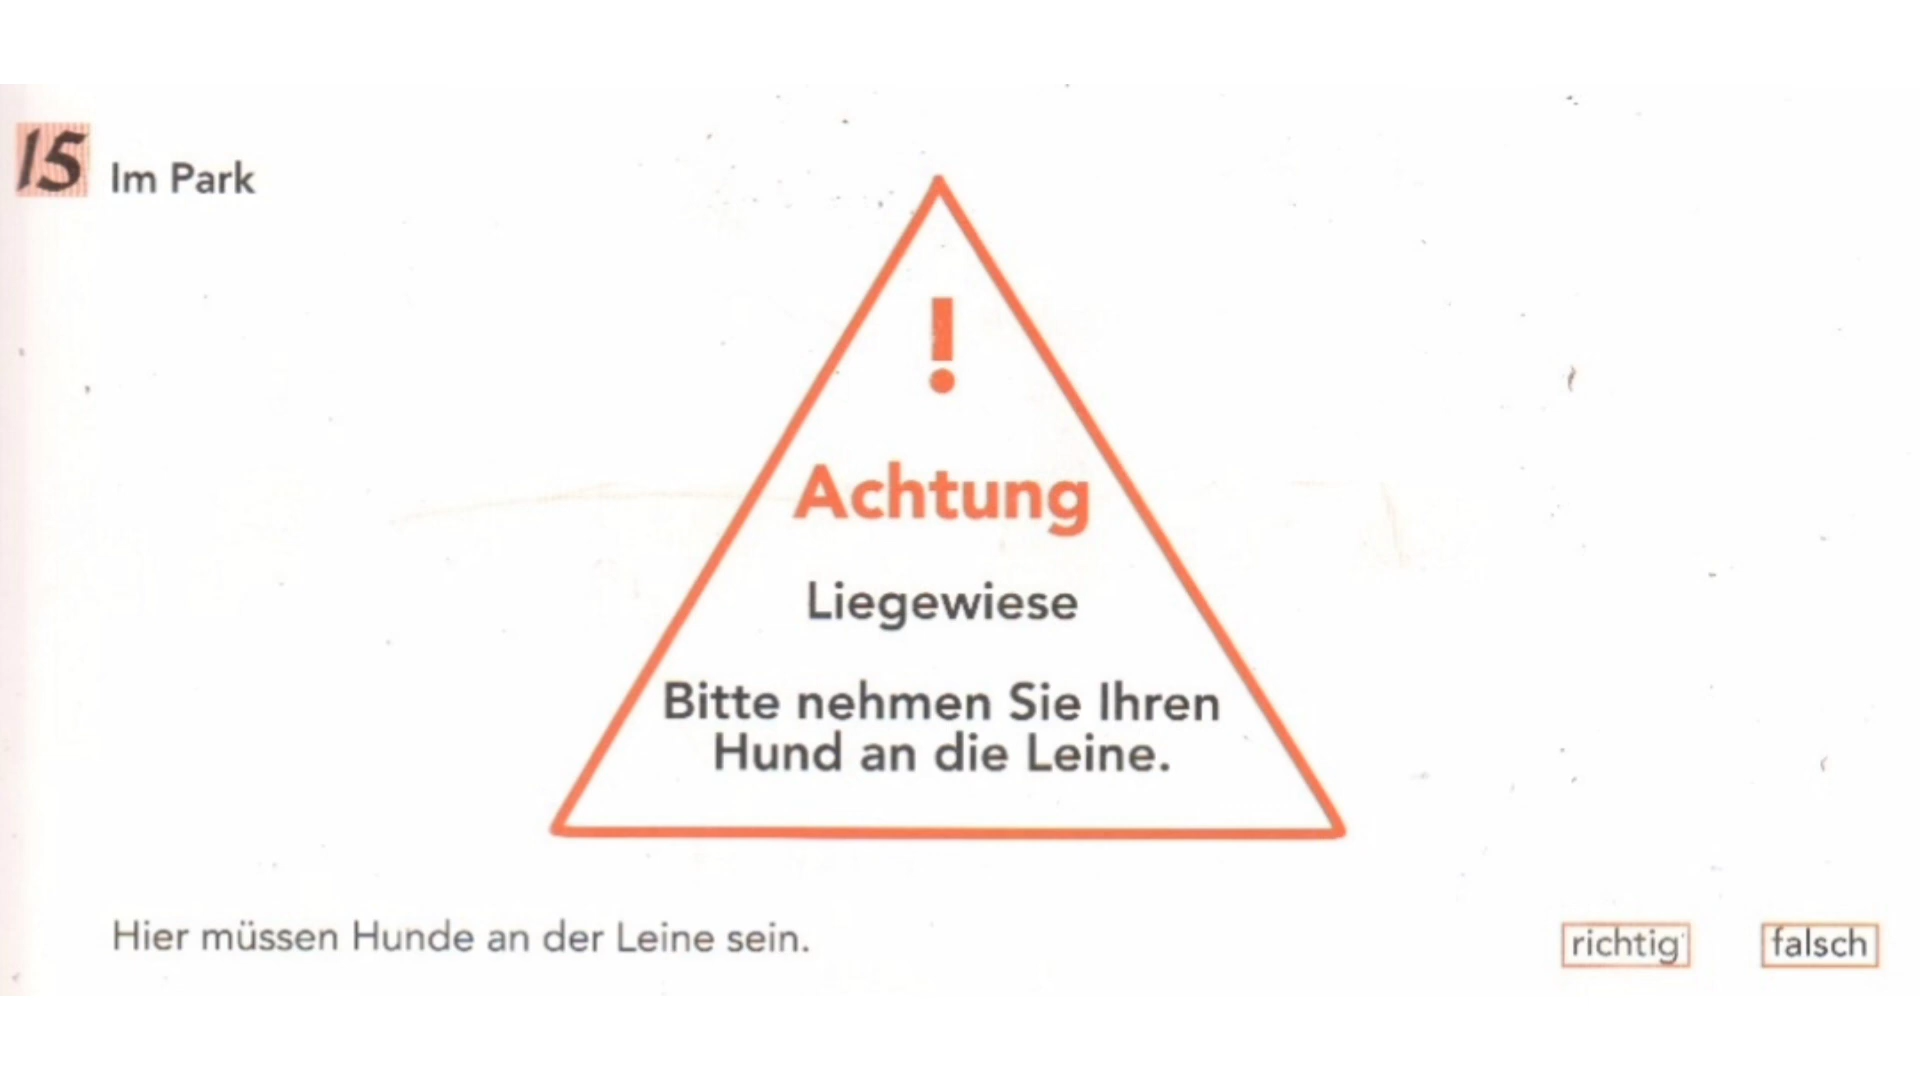 15 Im Park
!
Achtung
Liegewiese
Bitte nehmen Sie Ihren
Hund an die Leine.
Hier müssen Hunde an der Leine sein.
richtig falsch